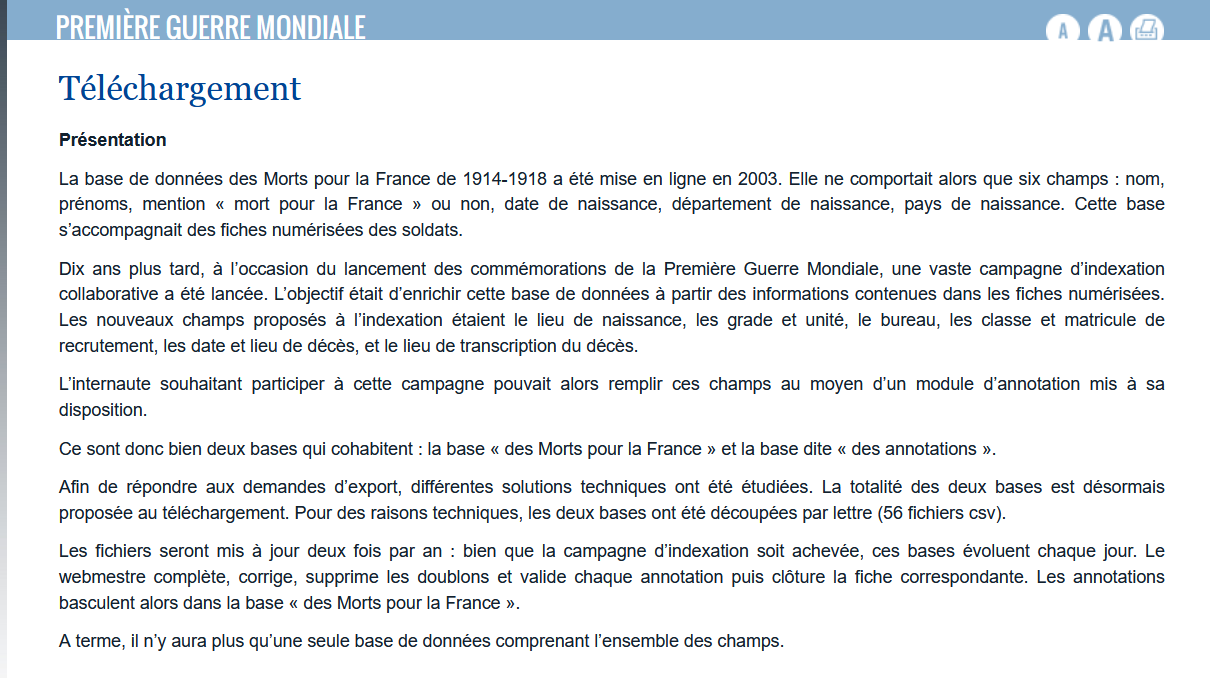 PREMIÈRE GUERRE MONDIALE
A A
Téléchargement
Présentation
La base de données des Morts pour la France de 1914-1918 a été mise en ligne en 2003. Elle ne comportait alors que six champs : nom,
prénoms, mention « mort pour la France » ou non, date de naissance, département de naissance, pays de naissance. Cette base
s’accompagnait des fiches numérisées des soldats.
Dix ans plus tard, à l’occasion du lancement des commémorations de la Première Guerre Mondiale, une vaste campagne d’indexation
collaborative a été lancée. L’objectif était d’enrichir cette base de données à partir des informations contenues dans les fiches numérisées.
Les nouveaux champs proposés à l’indexation étaient le lieu de naissance, les grade et unité, le bureau, les classe et matricule de
recrutement, les date et lieu de décès, et le lieu de transcription du décès.
L’internaute souhaitant participer à cette campagne pouvait alors remplir ces champs au moyen d’un module d’annotation mis à sa
disposition.
Ce sont donc bien deux bases qui cohabitent : la base « des Morts pour la France » et la base dite « des annotations ».
Afin de répondre aux demandes d’export, différentes solutions techniques ont été étudiées. La totalité des deux bases est désormais
proposée au téléchargement. Pour des raisons techniques, les deux bases ont été découpées par lettre (56 fichiers csv).
Les fichiers seront mis à jour deux fois par an : bien que la campagne d’indexation soit achevée, ces bases évoluent chaque jour. Le
webmestre complète, corrige, supprime les doublons et valide chaque annotation puis clôture la fiche correspondante. Les annotations
basculent alors dans la base « des Morts pour la France ».
A terme, il n’y aura plus qu’une seule base de données comprenant l’ensemble des champs.